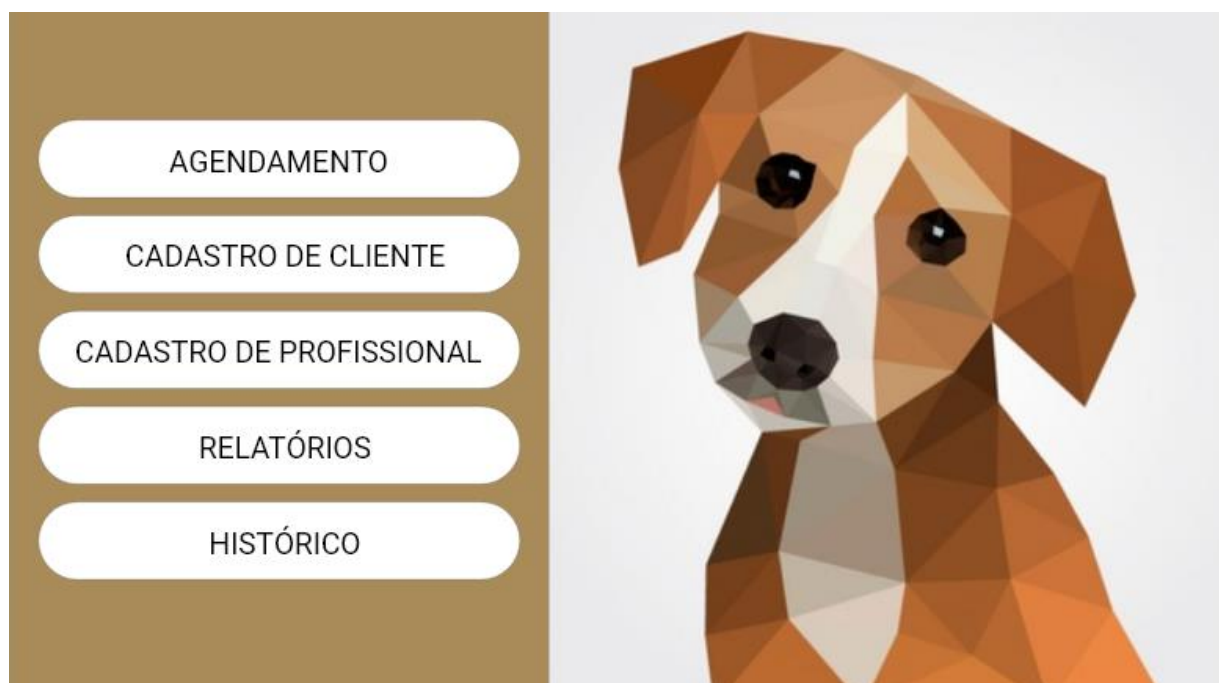 AGENDAMENTO
CADASTRO DE CLIENTE
CADASTRO DE PROFISSIONAL
RELATÓRIOS
HISTÓRICO